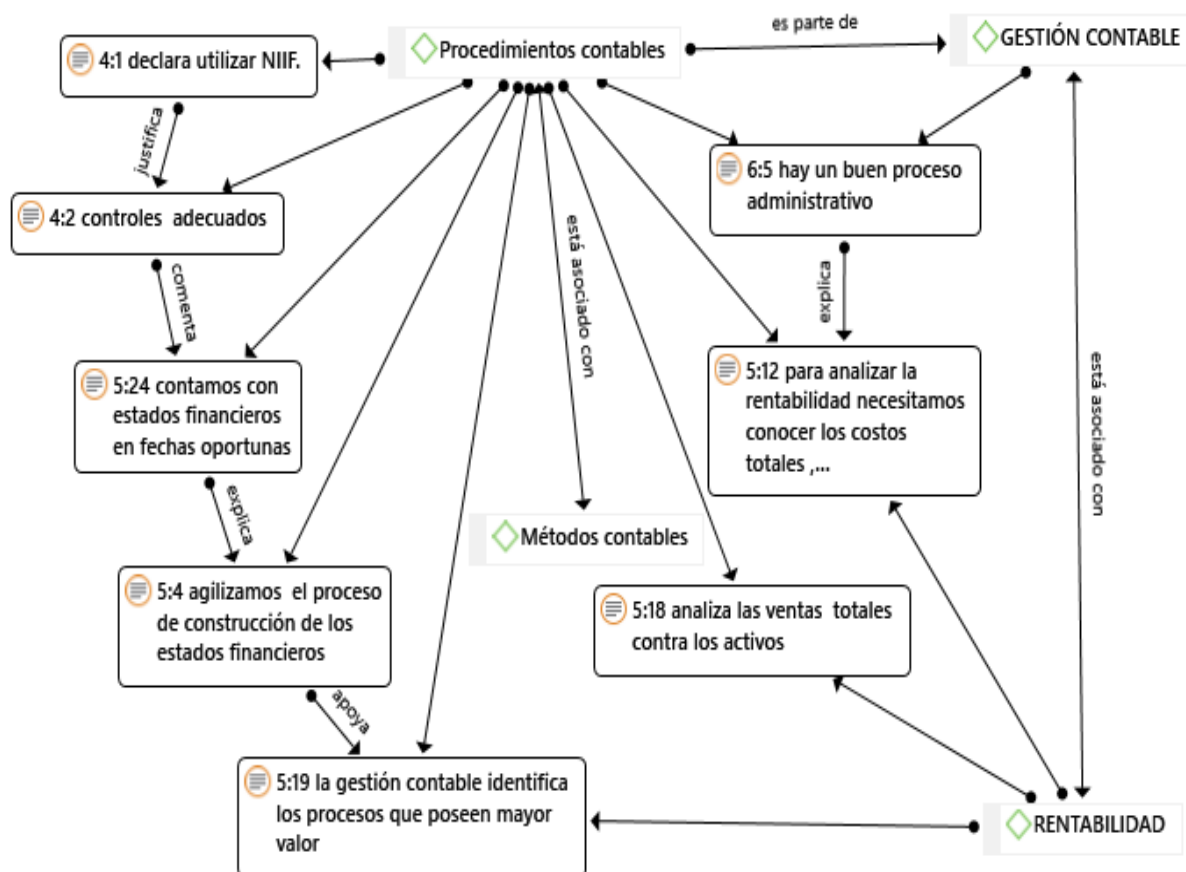 es parte de
Procedimientos contables
GESTIÓN CONTABLE
4:1 declara utilizar NIIF.
justifica
4:2 controles  adecuados
6:5 hay un buen proceso
administrativo
está asociado con
comenta
explica
5:24 contamos con
estados financieros
en fechas oportunas
5:12 para analizar la
rentabilidad necesitamos
conocer los costos
totales ,...
está asociado con
explica
Métodos contables
5:4 agilizamos  el proceso
de construcción de los
estados financieros
5:18 analiza las ventas  totales
contra los activos
apoya
5:19 la gestión contable identifica
los procesos que poseen mayor
valor
RENTABILIDAD